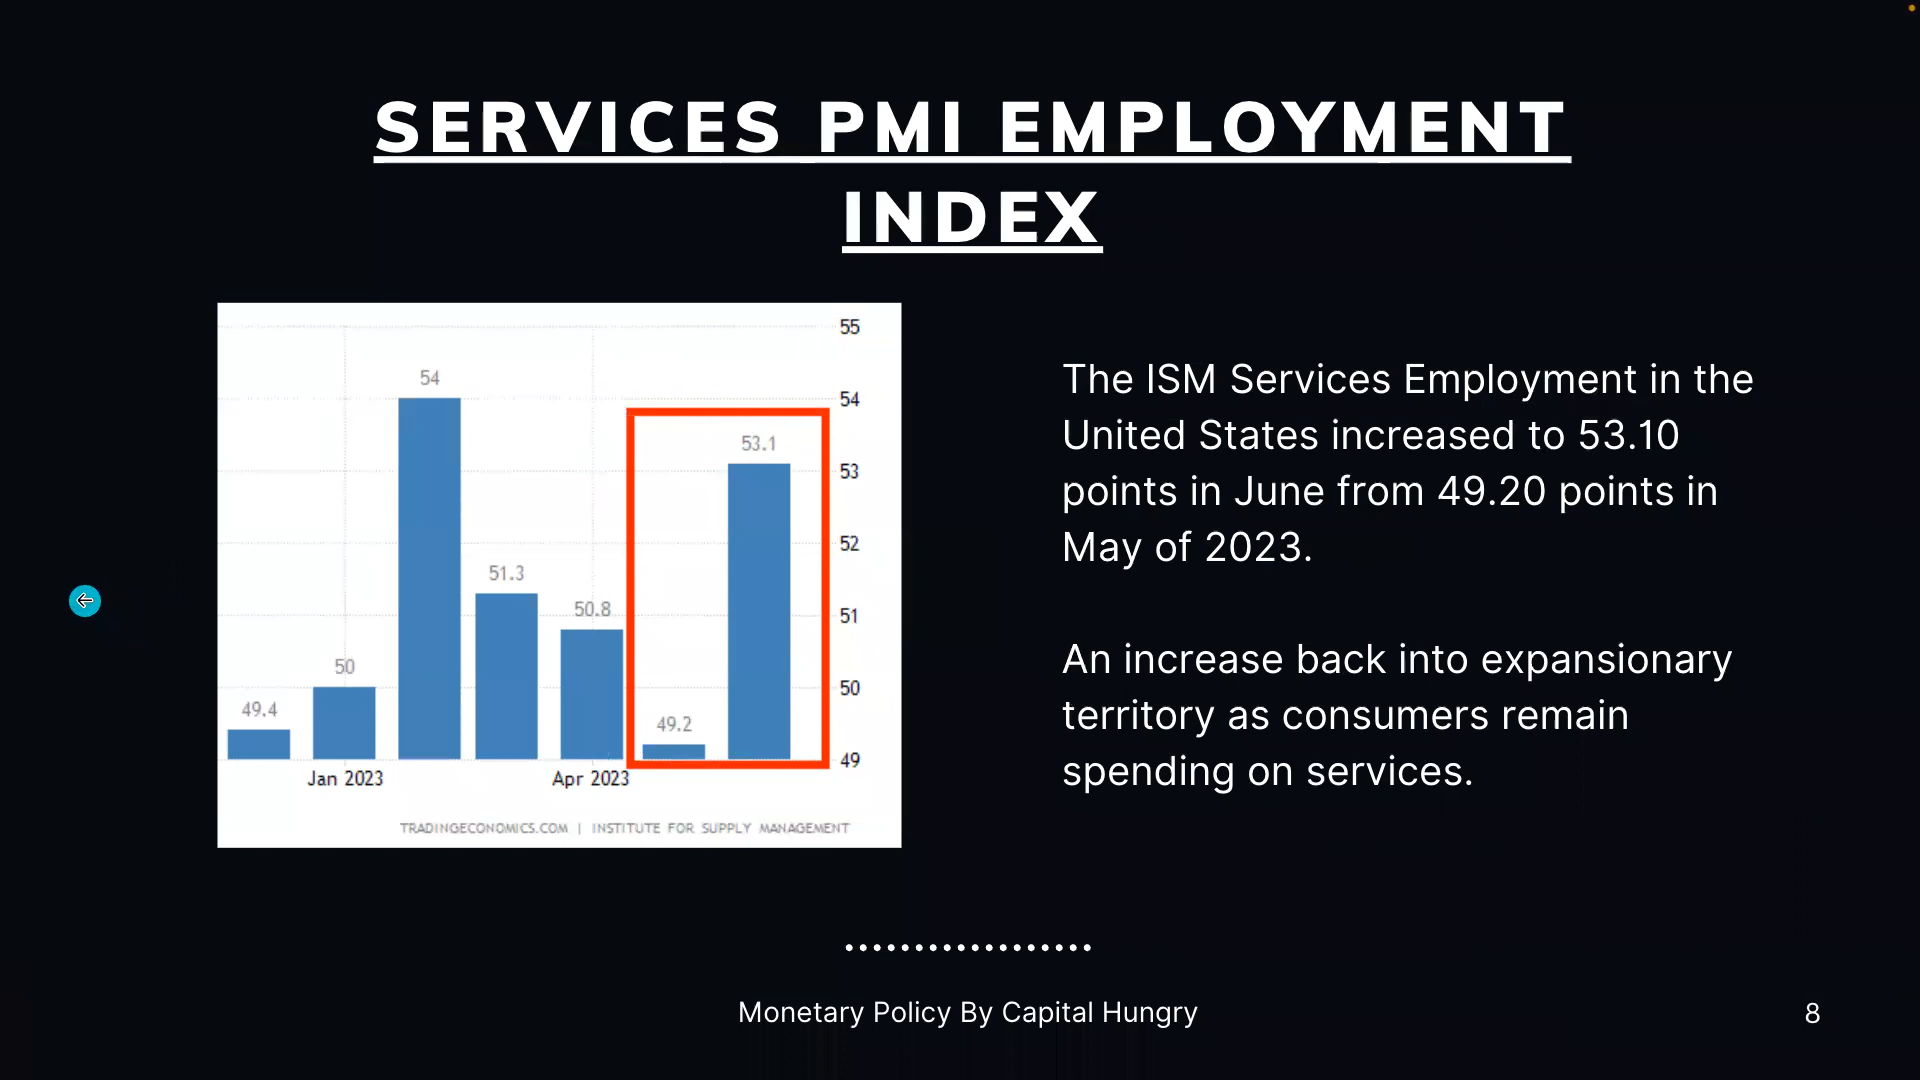 SERVICES PMI EMPLOYMENT
INDEX
55
54
53
52
51
50
49
49.4
50
54
51.3
50.8
49.2
53.1
Jan 2023
Apr 2023
TRADINGECONOMICS.COM | INSTITUTE FOR SUPPLY MANAGEMENT
The ISM Services Employment in the
United States increased to 53.10
points in June from 49.20 points in
May of 2023.
An increase back into expansionary
territory as consumers remain
spending on services.
Monetary Policy By Capital Hungry
8